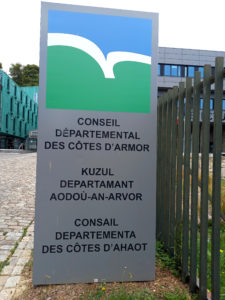 CONSEIL
DÉPARTEMENTAL
DES CÔTES D'ARMOR
KUZUL
DEPARTAMANT
AODOÙ-AN-ARVOR
CONSAIL
DEPARTEMENTA
DES CÔTES D'AHAOT